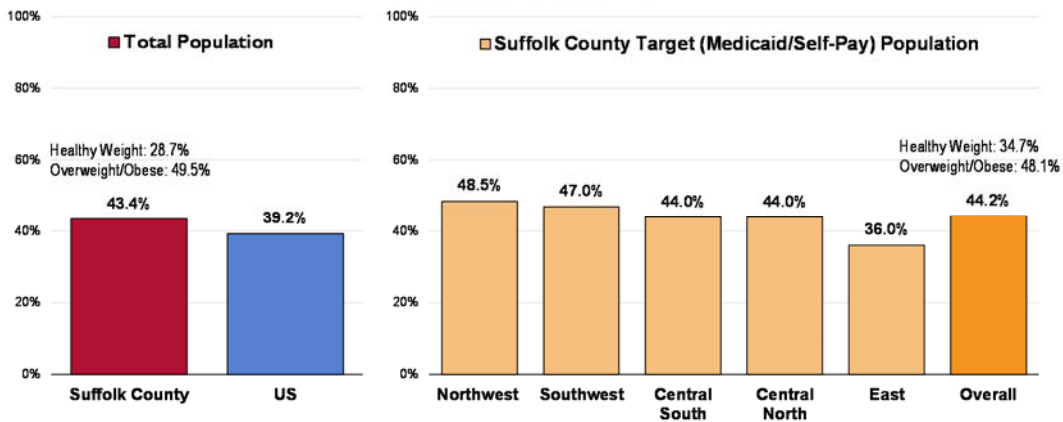 Total Population
100%
80%
60%
40%
20%
0%
Healthy Weight: 28.7%
Overweight/Obese: 49.5%
43.4%
39.2%
Suffolk County
US
Suffolk County Target (Medicaid/Self-Pay) Population
100%
80%
60%
40%
20%
0%
Healthy Weight: 34.7%
Overweight/Obese: 48.1%
48.5%
47.0%
44.0%
44.0%
36.0%
44.2%
Northwest
Southwest
Central
South
Central
North
East
Overall